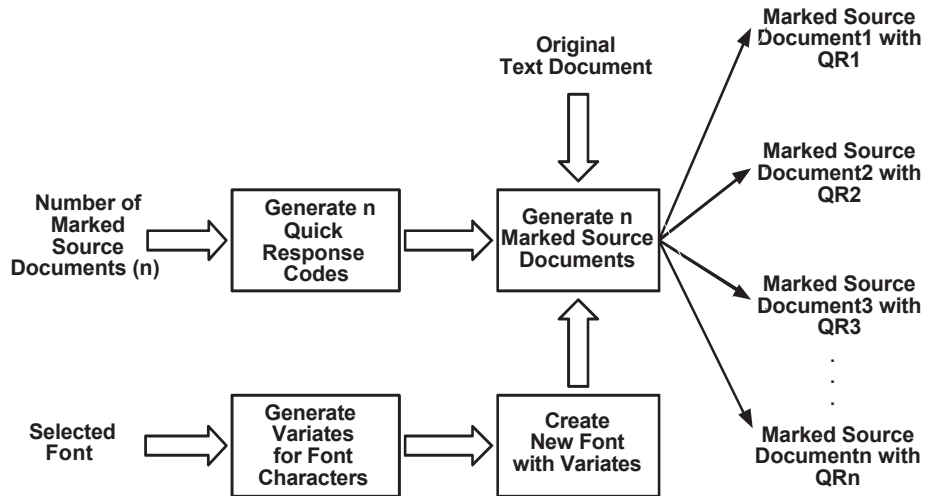 Original
Text Document
Marked Source
Document1 with
QR1
Marked Source
Document2 with
QR2
Number of
Marked
Source
Documents (n)
Generate n
Quick
Response
Codes
Generate n
Marked Source
Documents
Marked Source
Document3 with
QR3
.
.
.
Selected
Font
Generate
Variates
for Font
Characters
Create
New Font
with Variates
Marked Source
Documentn with
QRn